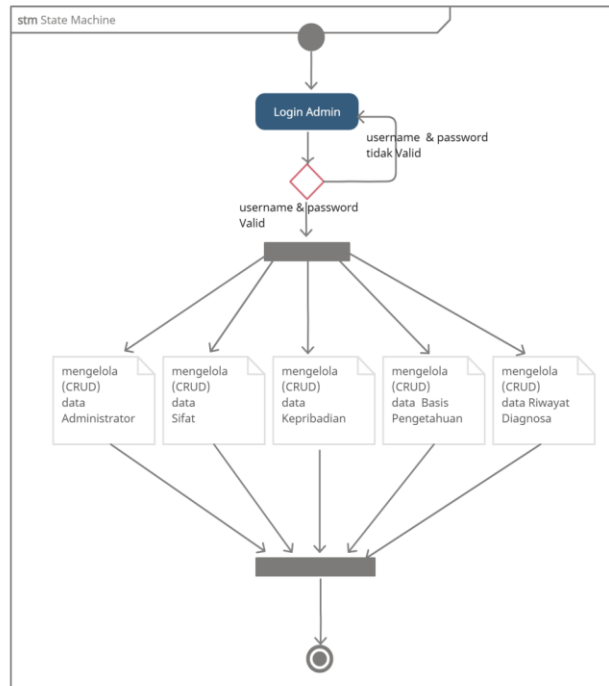 stm State Machine
Login Admin
username & password
tidak Valid
username & password
Valid
mengelola
(CRUD)
data
Administrator
mengelola
(CRUD)
data
Sifat
mengelola
(CRUD)
data
Kepribadian
mengelola
(CRUD)
data Basis
Pengetahuan
mengelola
(CRUD)
data Riwayat
Diagnosa